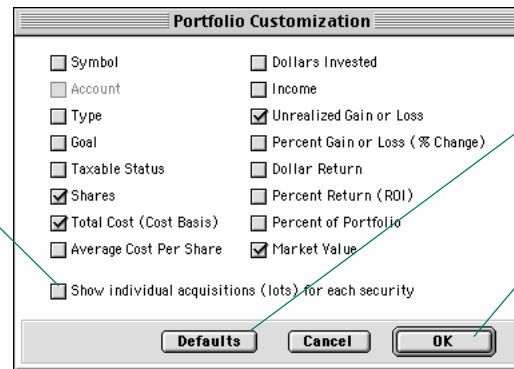 Portfolio Customization
Symbol
Account
Type
Goal
Taxable Status
Shares
Total Cost (Cost Basis)
Average Cost Per Share
Dollars Invested
Income
Unrealized Gain or Loss
Percent Gain or Loss (% Change)
Dollar Return
Percent Return (ROI)
Percent of Portfolio
Market Value
Show individual acquisitions (lots) for each security
Defaults
Cancel
OK